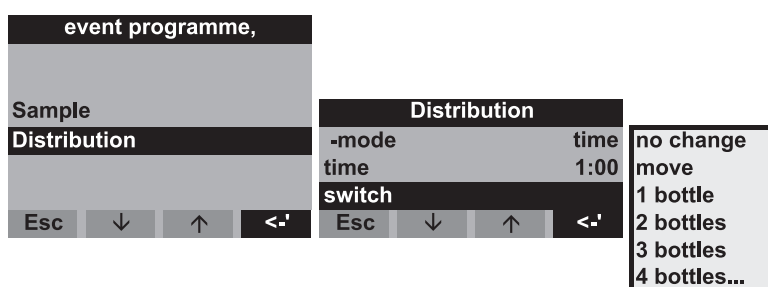 event programme,
Sample
Distribution
Esc ↓ ↑ <-'
Distribution
-mode time
time 1:00
switch
Esc ↓ ↑ <-'
no change
move
1 bottle
2 bottles
3 bottles
4 bottles...